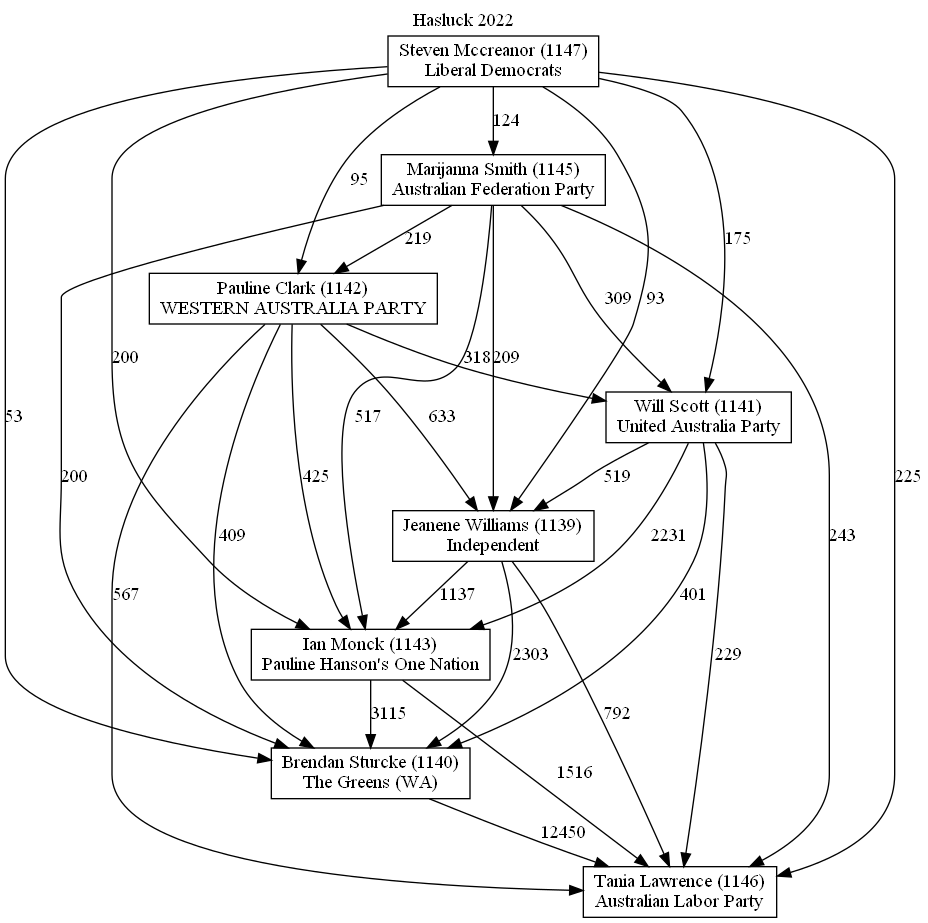 Hasluck 2022
Steven Mccreanor (1147)
Liberal Democrats
124
Marijanna Smith (1145)
Australian Federation Party
95
219
175
Pauline Clark (1142)
WESTERN AUSTRALIA PARTY
309
93
200
318
209
Will Scott (1141)
United Australia Party
53
517
633
200
425
519
225
Jeanene Williams (1139)
Independent
409
2231
243
567
1137
401
Ian Monck (1143)
Pauline Hanson's One Nation
2303
229
3115
792
Brendan Sturcke (1140)
The Greens (WA)
1516
12450
Tania Lawrence (1146)
Australian Labor Party